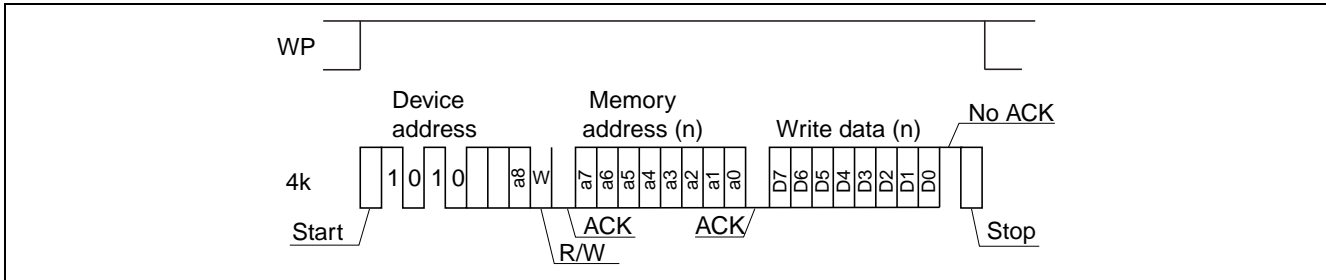 WP
Device address
Memory address (n)
Write data (n)
No ACK
4k
1 0 1 0 a8 W a7 a6 a5 a4 a3 a2 a1 a0 D7 D6 D5 D4 D3 D2 D1 D0
Start
ACK
ACK
Stop
R/W